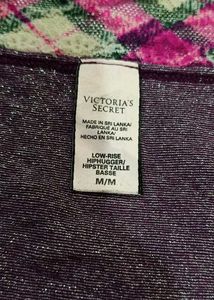 VICTORIA'S
SECRET
MADE IN SRI LANKA/
FABRIQUE AU SRI
LANKA/
HECHO EN SRI LANKA
LOW-RISE
HIPHUGGER/
HIPSTER TAILLE
BASSE
M/M